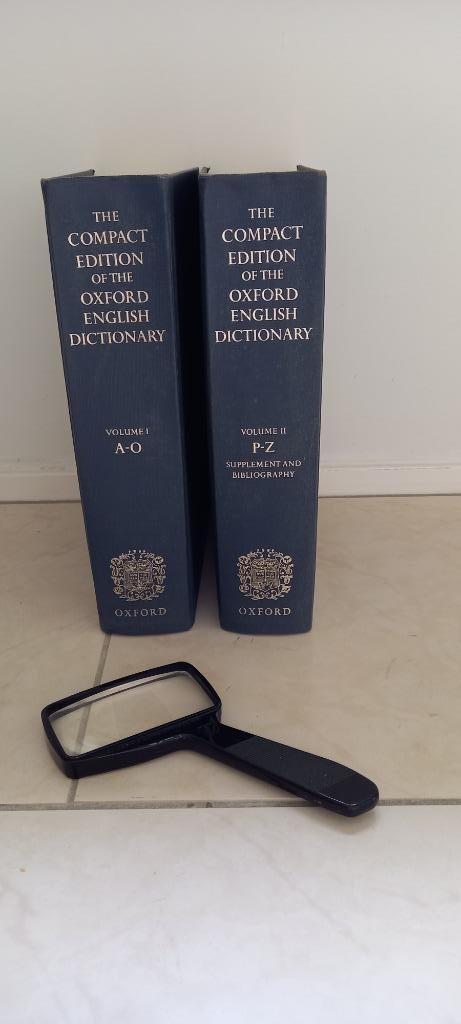 THE
COMPACT
EDITION
OF THE
OXFORD
ENGLISH
DICTIONARY
VOLUME I
A-O
OXFORD
THE
COMPACT
EDITION
OF THE
OXFORD
ENGLISH
DICTIONARY
VOLUME II
P-Z
SUPPLEMENT AND
BIBLIOGRAPHY
OXFORD